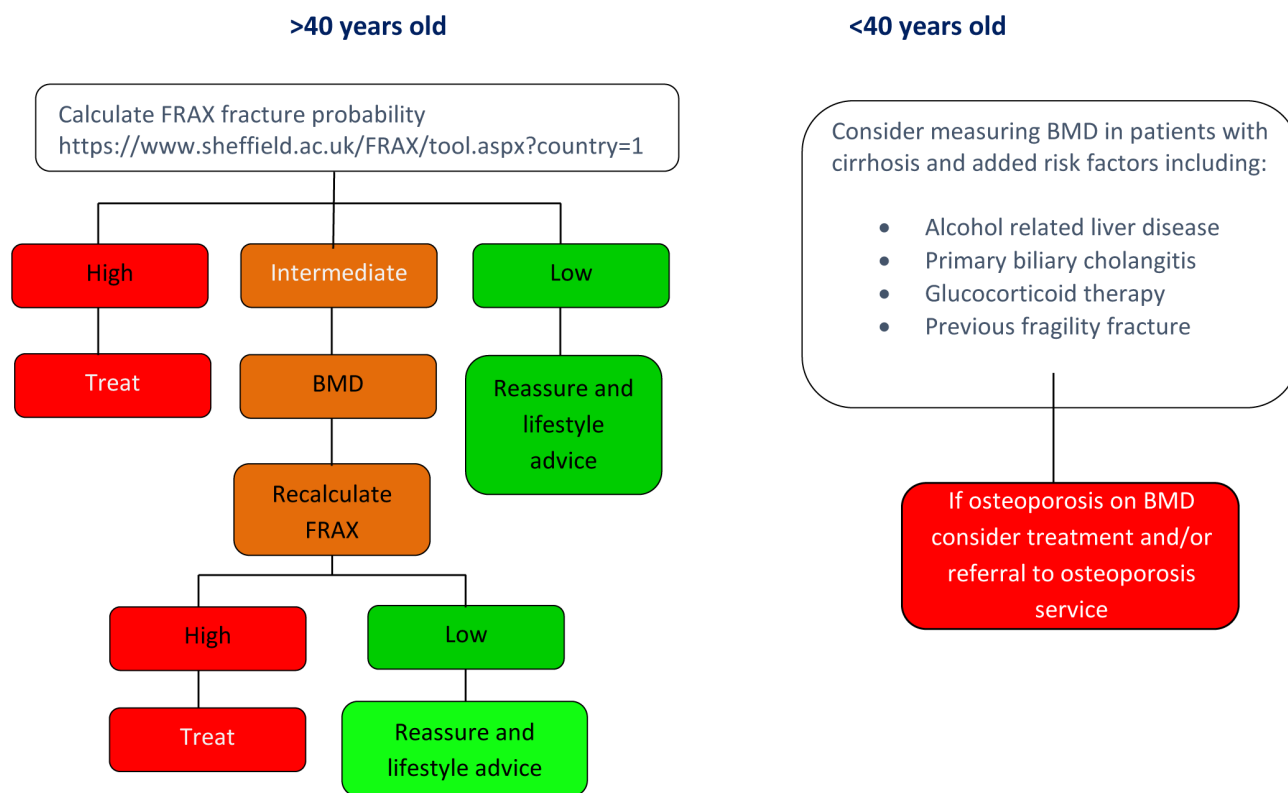 >40 years old
Calculate FRAX fracture probability
https://www.sheffield.ac.uk/FRAX/tool.aspx?country=1
High
Intermediate
Low
Treat
BMD
Reassure and
lifestyle
advice
Recalculate
FRAX
High
Low
Treat
Reassure and
lifestyle advice
<40 years old
Consider measuring BMD in patients with
cirrhosis and added risk factors including:
• Alcohol related liver disease
• Primary biliary cholangitis
• Glucocorticoid therapy
• Previous fragility fracture
If osteoporosis on BMD
consider treatment and/or
referral to osteoporosis
service